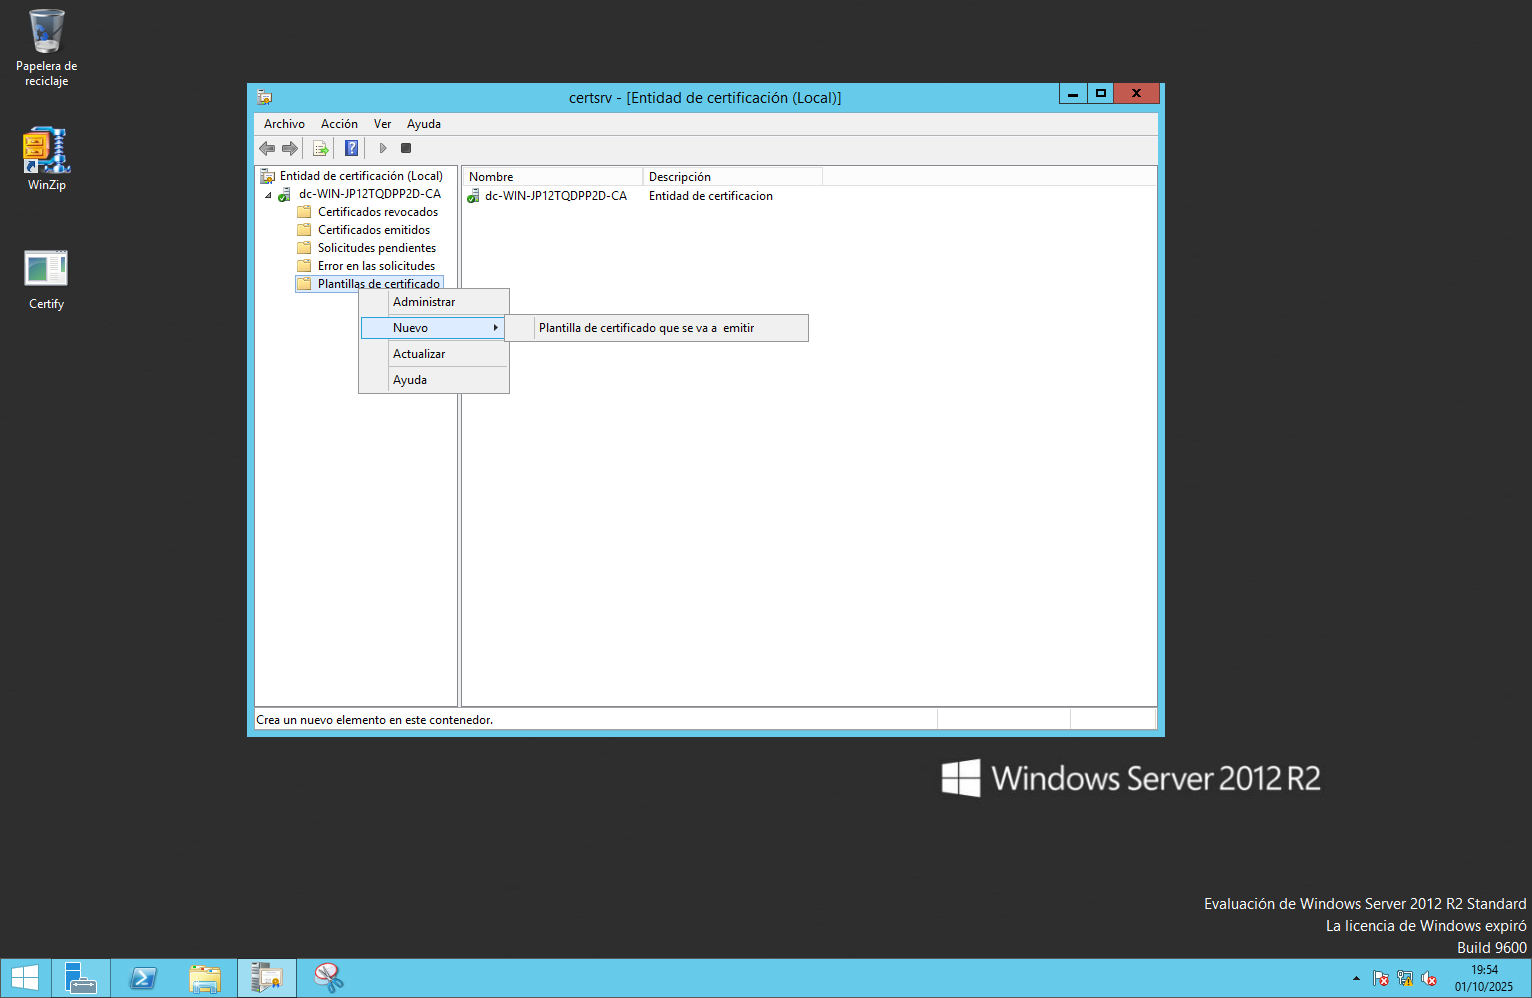 Papelera de
reciclaje
WinZip
Certify
certsrv - [Entidad de certificación (Local)]
Archivo
Acción
Ver
Ayuda
Entidad de certificación (Local)
dc-WIN-JP12TQDPP2D-CA
Certificados revocados
Certificados emitidos
Solicitudes pendientes
Error en las solicitudes
Plantillas de certificado
Nombre
Descripción
dc-WIN-JP12TQDPP2D-CA
Entidad de certificacion
Administrar
Nuevo
Plantilla de certificado que se va a  emitir
Actualizar
Ayuda
Crea un nuevo elemento en este contenedor.
Windows Server 2012 R2
Evaluación de Windows Server 2012 R2 Standard
La licencia de Windows expiró
Build 9600
19:54
01/10/2025